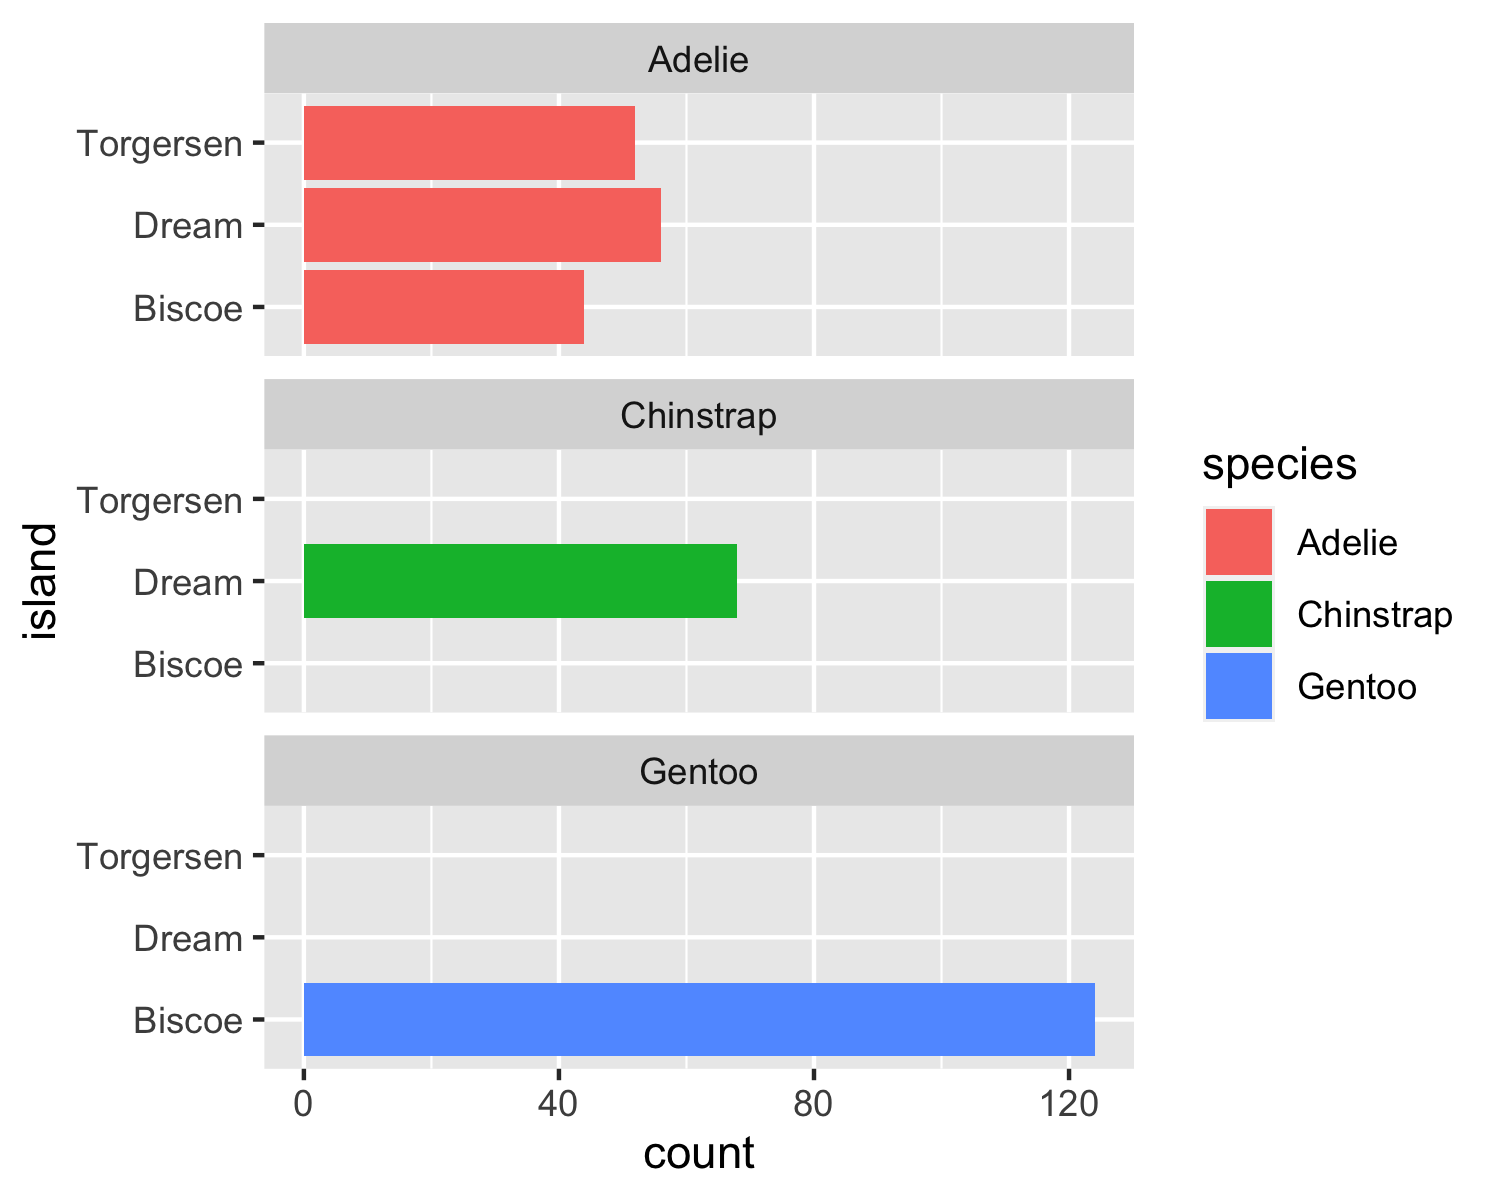 Adelie
Torgersen
Dream
Biscoe
Chinstrap
Torgersen
Dream
Biscoe
Gentoo
Torgersen
Dream
Biscoe
0 40 80 120
count
island
species
Adelie
Chinstrap
Gentoo